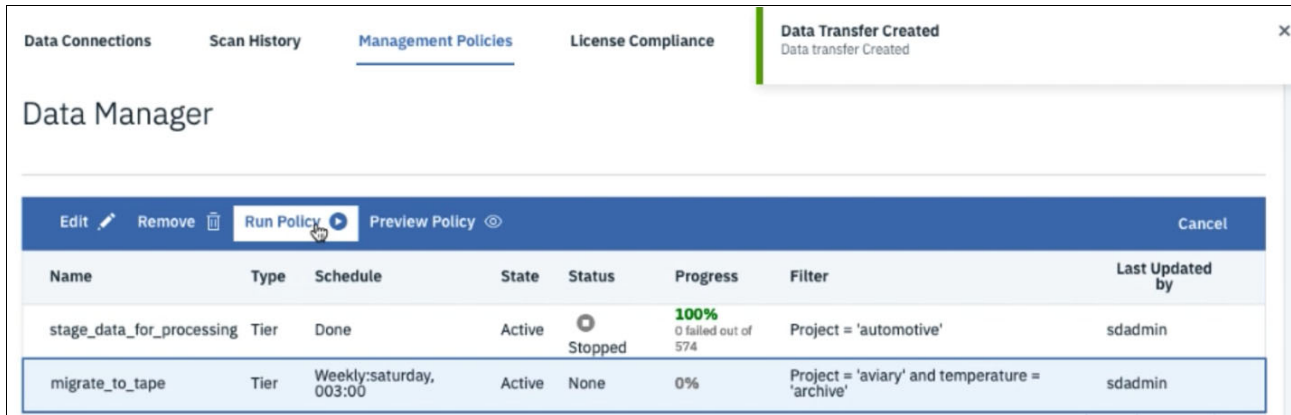 Data Connections Scan History Management Policies License Compliance
Data Transfer Created
Data transfer Created
Data Manager
Edit Remove Run Policy Preview Policy Cancel
Name Type Schedule State Status Progress Filter Last Updated
by
stage_data_for_processing Tier Done Active Stopped 100%
0 failed out of
574
Project = 'automotive' sdadmin
migrate_to_tape Tier Weekly:saturday,
003:00
Active None 0% Project = 'aviary' and temperature =
'archive'
sdadmin